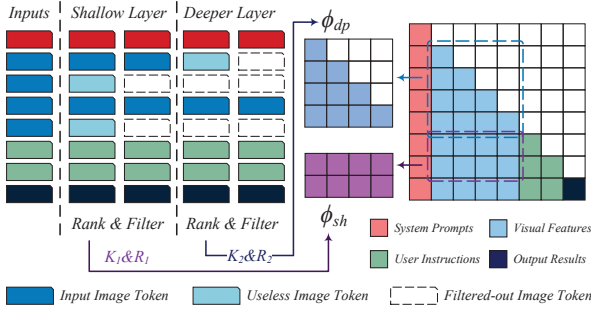 Inputs Shallow Layer Deeper Layer
ϕdp
Rank & Filter Rank & Filter
ϕsh
K1&R1 K2&R2
System Prompts Visual Features
User Instructions Output Results
Input Image Token Useless Image Token Filtered-out Image Token